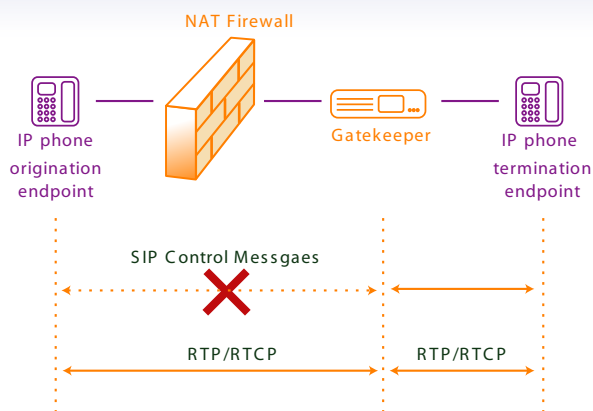 NAT Firewall
IP phone
origination
endpoint
Gatekeeper
IP phone
termination
endpoint
SIP Control Messgaes
RTP/RTCP
RTP/RTCP